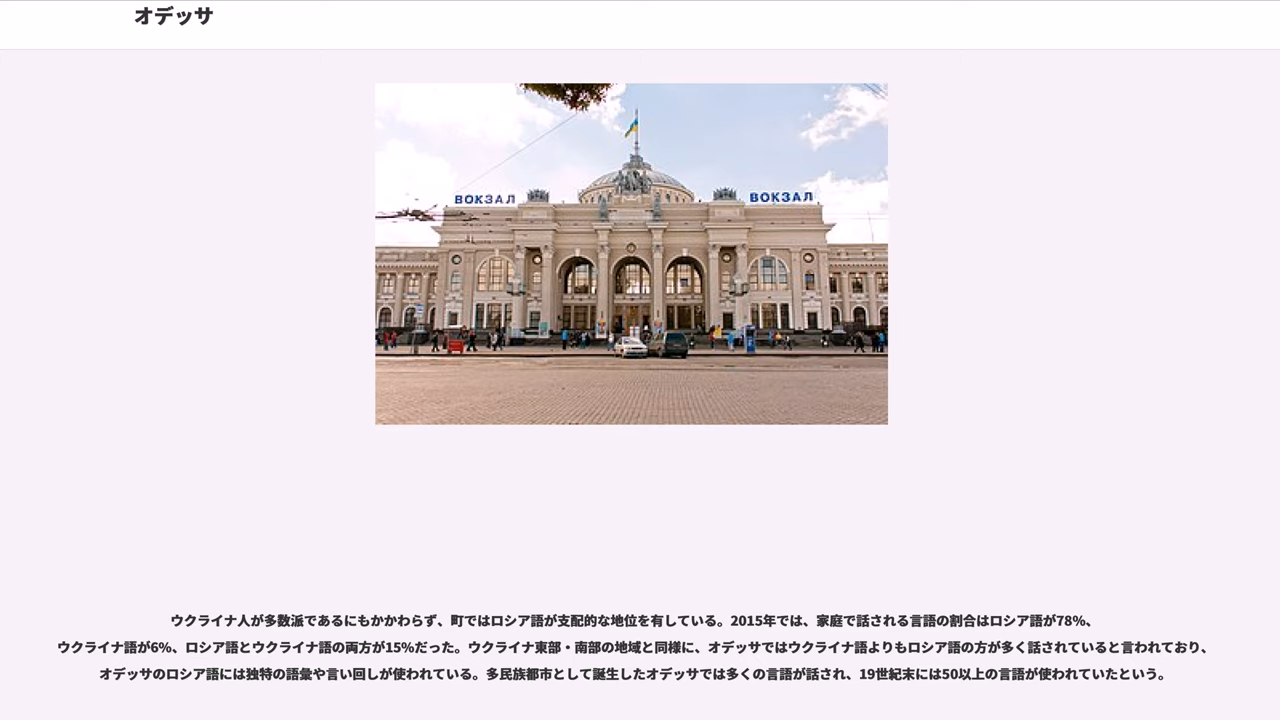 オデッサ
ВОКЗАЛ
ВОКЗАЛ
ウクライナ人が多数派であるにもかかわらず、町ではロシア語が支配的な地位を有している。2015年では、家庭で話される言語の割合はロシア語が78%、
ウクライナ語が6%、ロシア語とウクライナ語の両方が15%だった。ウクライナ東部・南部の地域と同様に、オデッサではウクライナ語よりもロシア語の方が多く話されていると言われており、
オデッサのロシア語には独特の語彙や言い回しが使われている。多民族都市として誕生したオデッサでは多くの言語が話され、19世紀末には50以上の言語が使われていたという。